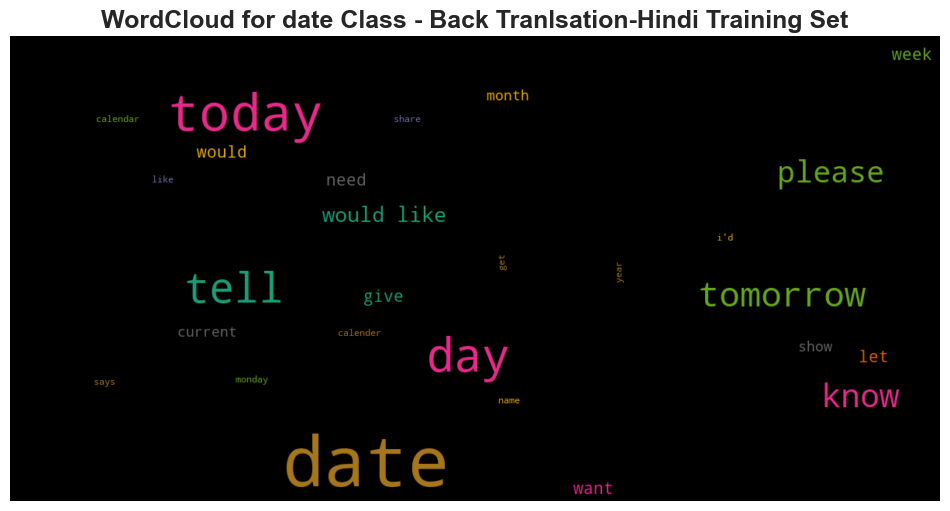 WordCloud for date Class - Back Tranlsation-Hindi Training Set
week
month
today
calendar
share
would
please
like
need
would like
i'd
get
year
tell
give
tomorrow
current
calender
day
show
let
says
monday
know
name
date
want